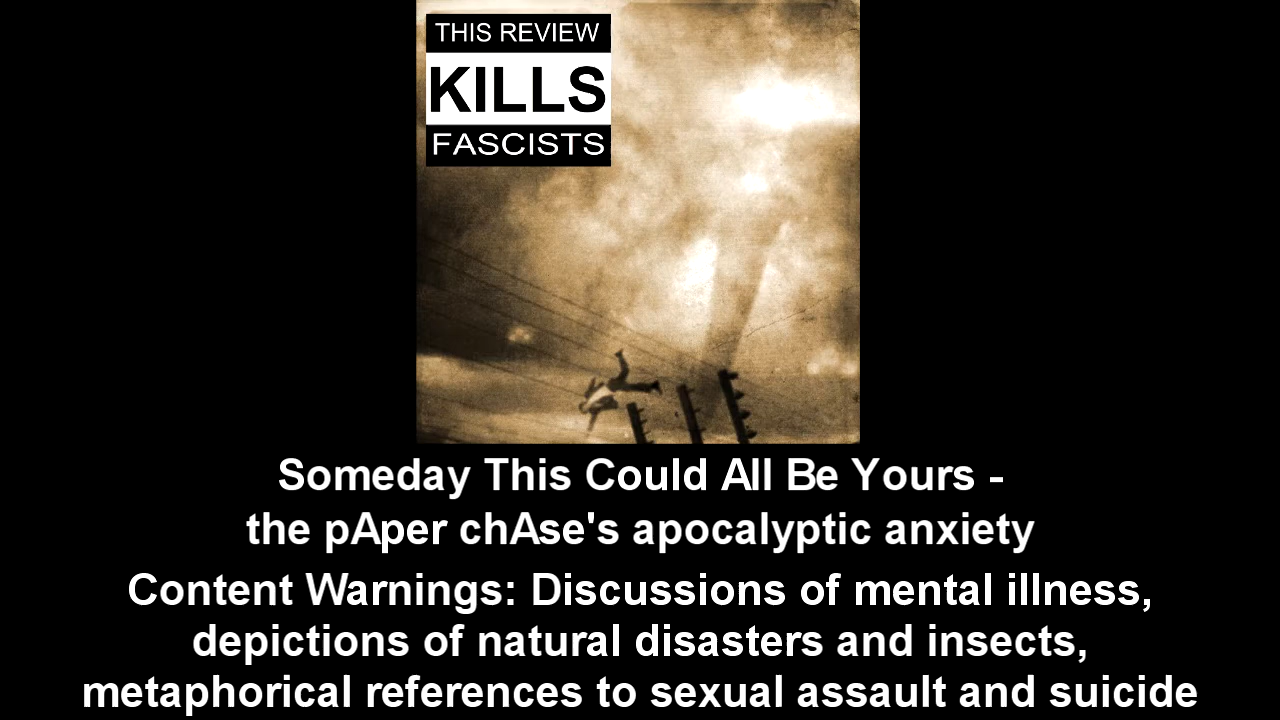 THIS REVIEW
KILLS
FASCISTS
Someday This Could All Be Yours -
the pAper chAse's apocalyptic anxiety
Content Warnings: Discussions of mental illness,
depictions of natural disasters and insects,
metaphorical references to sexual assault and suicide